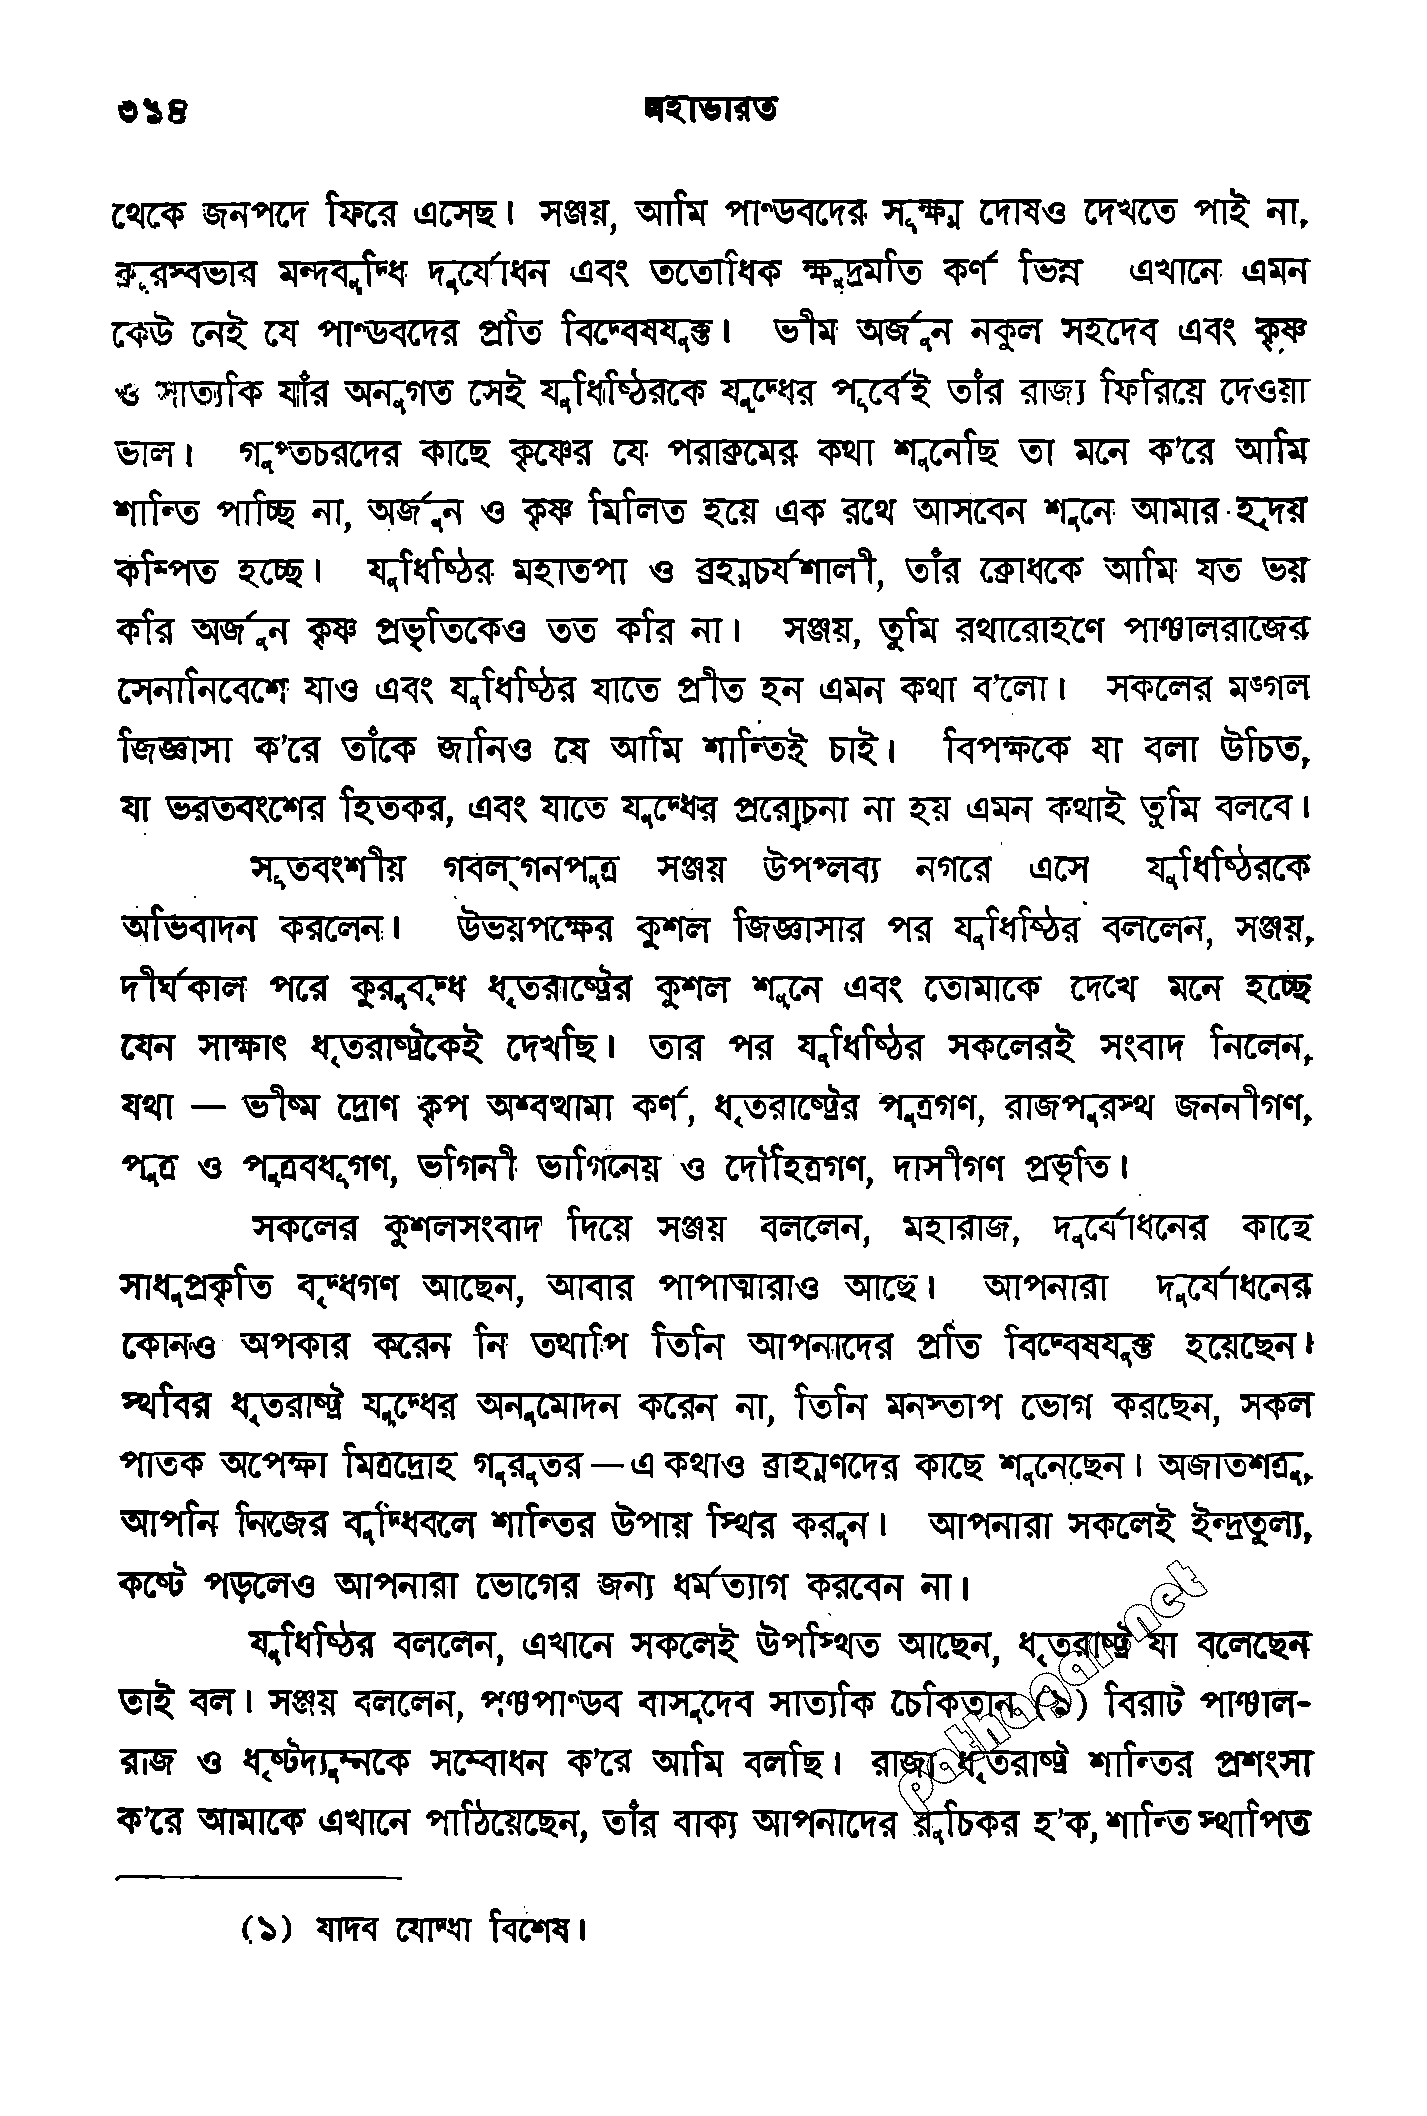 ৩১৪ মহাভারত
থেকে জনপদে ফিরে এসেছ। সঞ্জয়, আমি পাণ্ডবদের সূক্ষ্ম দোষও দেখতে পাই না,
ক্রূরস্বভাব মন্দবুদ্ধি দুর্যোধন এবং ততোধিক ক্ষুদ্রমতি কর্ণ ভিন্ন এখানে এমন
কেউ নেই যে পাণ্ডবদের প্রতি বিদ্বেষযুক্ত। ভীম অর্জুন নকুল সহদেব এবং কৃষ্ণ
ও সাত্যকি যাঁর অনুগত সেই যুধিষ্ঠিরকে যুদ্ধের পূর্বেই তাঁর রাজ্য ফিরিয়ে দেওয়া
ভাল। গুপ্তচরদের কাছে কৃষ্ণের যে পরাক্রমের কথা শুনেছি তা মনে ক'রে আমি
শান্তি পাচ্ছি না, অর্জুন ও কৃষ্ণ মিলিত হয়ে এক রথে আসবেন শুনে আমার হৃদয়
কম্পিত হচ্ছে। যুধিষ্ঠির মহাতপা ও ব্রহ্মচর্যশালী, তাঁর ক্রোধকে আমি যত ভয়
করি অর্জুন কৃষ্ণ প্রভৃতিকেও তত করি না। সঞ্জয়, তুমি রথারোহণে পাঞ্চালরাজের
সেনানিবেশে যাও এবং যুধিষ্ঠির যাতে প্রীত হন এমন কথা ব'লো। সকলের মঙ্গল
জিজ্ঞাসা ক'রে তাঁকে জানিও যে আমি শান্তিই চাই। বিপক্ষকে যা বলা উচিত,
যা ভরতবংশের হিতকর, এবং যাতে যুদ্ধের প্ররোচনা না হয় এমন কথাই তুমি বলবে।
সূতবংশীয় গবল্‌গনপুত্র সঞ্জয় উপপ্লব্য নগরে এসে যুধিষ্ঠিরকে
অভিবাদন করলেন। উভয়পক্ষের কুশল জিজ্ঞাসার পর যুধিষ্ঠির বললেন, সঞ্জয়,
দীর্ঘকাল পরে কুরুবৃদ্ধ ধৃতরাষ্ট্রের কুশল শুনে এবং তোমাকে দেখে মনে হচ্ছে
যেন সাক্ষাৎ ধৃতরাষ্ট্রকেই দেখছি। তার পর যুধিষ্ঠির সকলেরই সংবাদ নিলেন,
যথা — ভীষ্ম দ্রোণ কৃপ অশ্বত্থামা কর্ণ, ধৃতরাষ্ট্রের পুত্রগণ, রাজপুরস্থ জননীগণ,
পুত্র ও পুত্রবধূগণ, ভগিনী ভাগিনেয় ও দৌহিত্রগণ, দাসীগণ প্রভৃতি।
সকলের কুশলসংবাদ দিয়ে সঞ্জয় বললেন, মহারাজ, দুর্যোধনের কাছে
সাধুপ্রকৃতি বৃদ্ধগণ আছেন, আবার পাপাত্মারাও আছে। আপনারা দুর্যোধনের
কোনও অপকার করেন নি তথাপি তিনি আপনাদের প্রতি বিদ্বেষযুক্ত হয়েছেন।
স্থবির ধৃতরাষ্ট্র যুদ্ধের অনুমোদন করেন না, তিনি মনস্তাপ ভোগ করছেন, সকল
পাতক অপেক্ষা মিত্রদ্রোহ গুরুতর—এ কথাও ব্রাহ্মণদের কাছে শুনেছেন। অজাতশত্রু,
আপনি নিজের বুদ্ধিবলে শান্তির উপায় স্থির করুন। আপনারা সকলেই ইন্দ্রতুল্য,
কষ্টে পড়লেও আপনারা ভোগের জন্য ধর্মত্যাগ করবেন না।
যুধিষ্ঠির বললেন, এখানে সকলেই উপস্থিত আছেন, ধৃতরাষ্ট্র যা বলেছেন
তাই বল। সঞ্জয় বললেন, পঞ্চপাণ্ডব বাসুদেব সাত্যকি চেকিতান (১) বিরাট পাঞ্চাল-
রাজ ও ধৃষ্টদ্যুম্নকে সম্বোধন ক'রে আমি বলছি। রাজা ধৃতরাষ্ট্র শান্তির প্রশংসা
ক'রে আমাকে এখানে পাঠিয়েছেন, তাঁর বাক্য আপনাদের রুচিকর হ'ক, শান্তি স্থাপিত
(১) যাদব যোদ্ধা বিশেষ।
pathagar.net